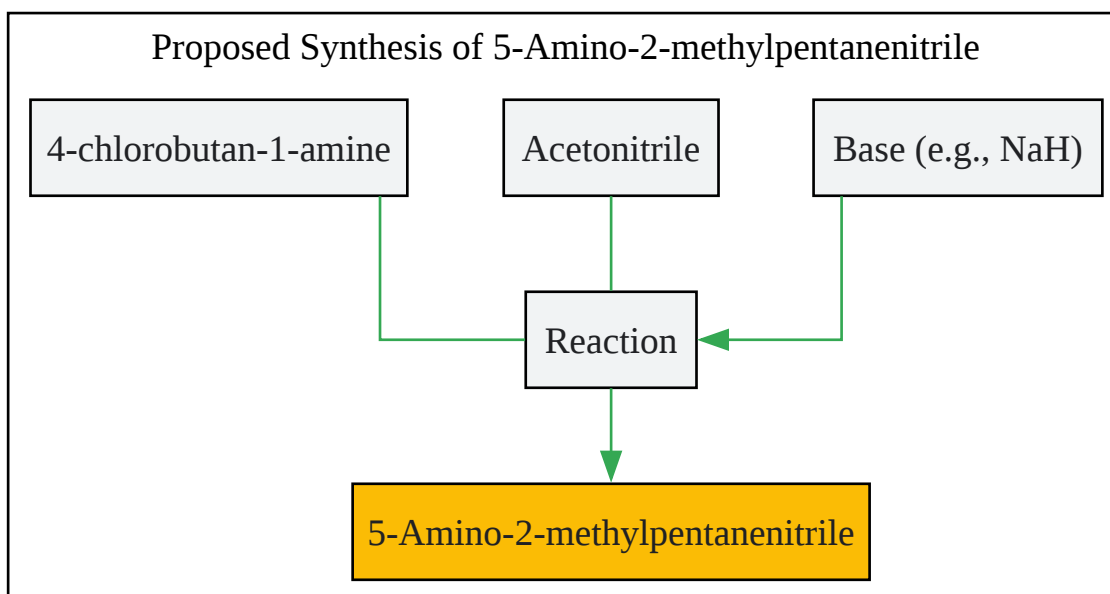 Proposed Synthesis of 5-Amino-2-methylpentanenitrile
4-chlorobutan-1-amine
Acetonitrile
Base (e.g., NaH)
Reaction
5-Amino-2-methylpentanenitrile